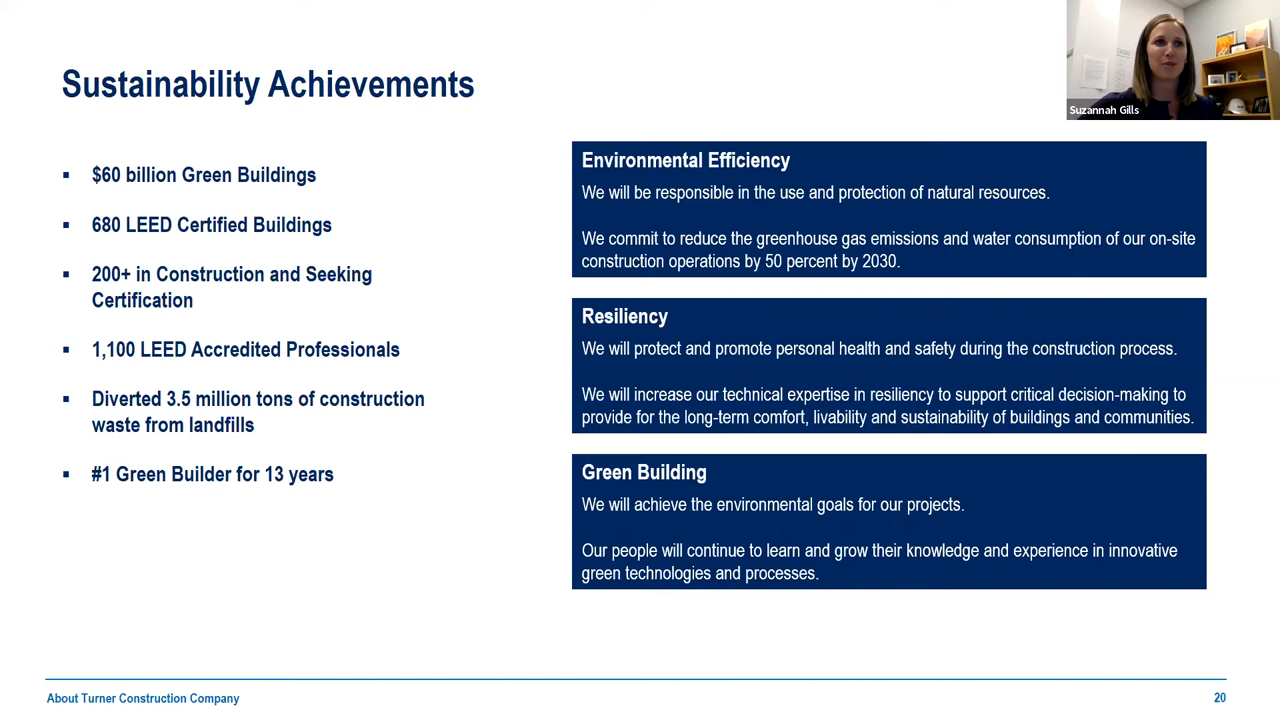 Sustainability Achievements
Suzannah Gills
▪ $60 billion Green Buildings
▪ 680 LEED Certified Buildings
▪ 200+ in Construction and Seeking
Certification
▪ 1,100 LEED Accredited Professionals
▪ Diverted 3.5 million tons of construction
waste from landfills
▪ #1 Green Builder for 13 years
Environmental Efficiency
We will be responsible in the use and protection of natural resources.
We commit to reduce the greenhouse gas emissions and water consumption of our on-site
construction operations by 50 percent by 2030.
Resiliency
We will protect and promote personal health and safety during the construction process.
We will increase our technical expertise in resiliency to support critical decision-making to
provide for the long-term comfort, livability and sustainability of buildings and communities.
Green Building
We will achieve the environmental goals for our projects.
Our people will continue to learn and grow their knowledge and experience in innovative
green technologies and processes.
About Turner Construction Company
20